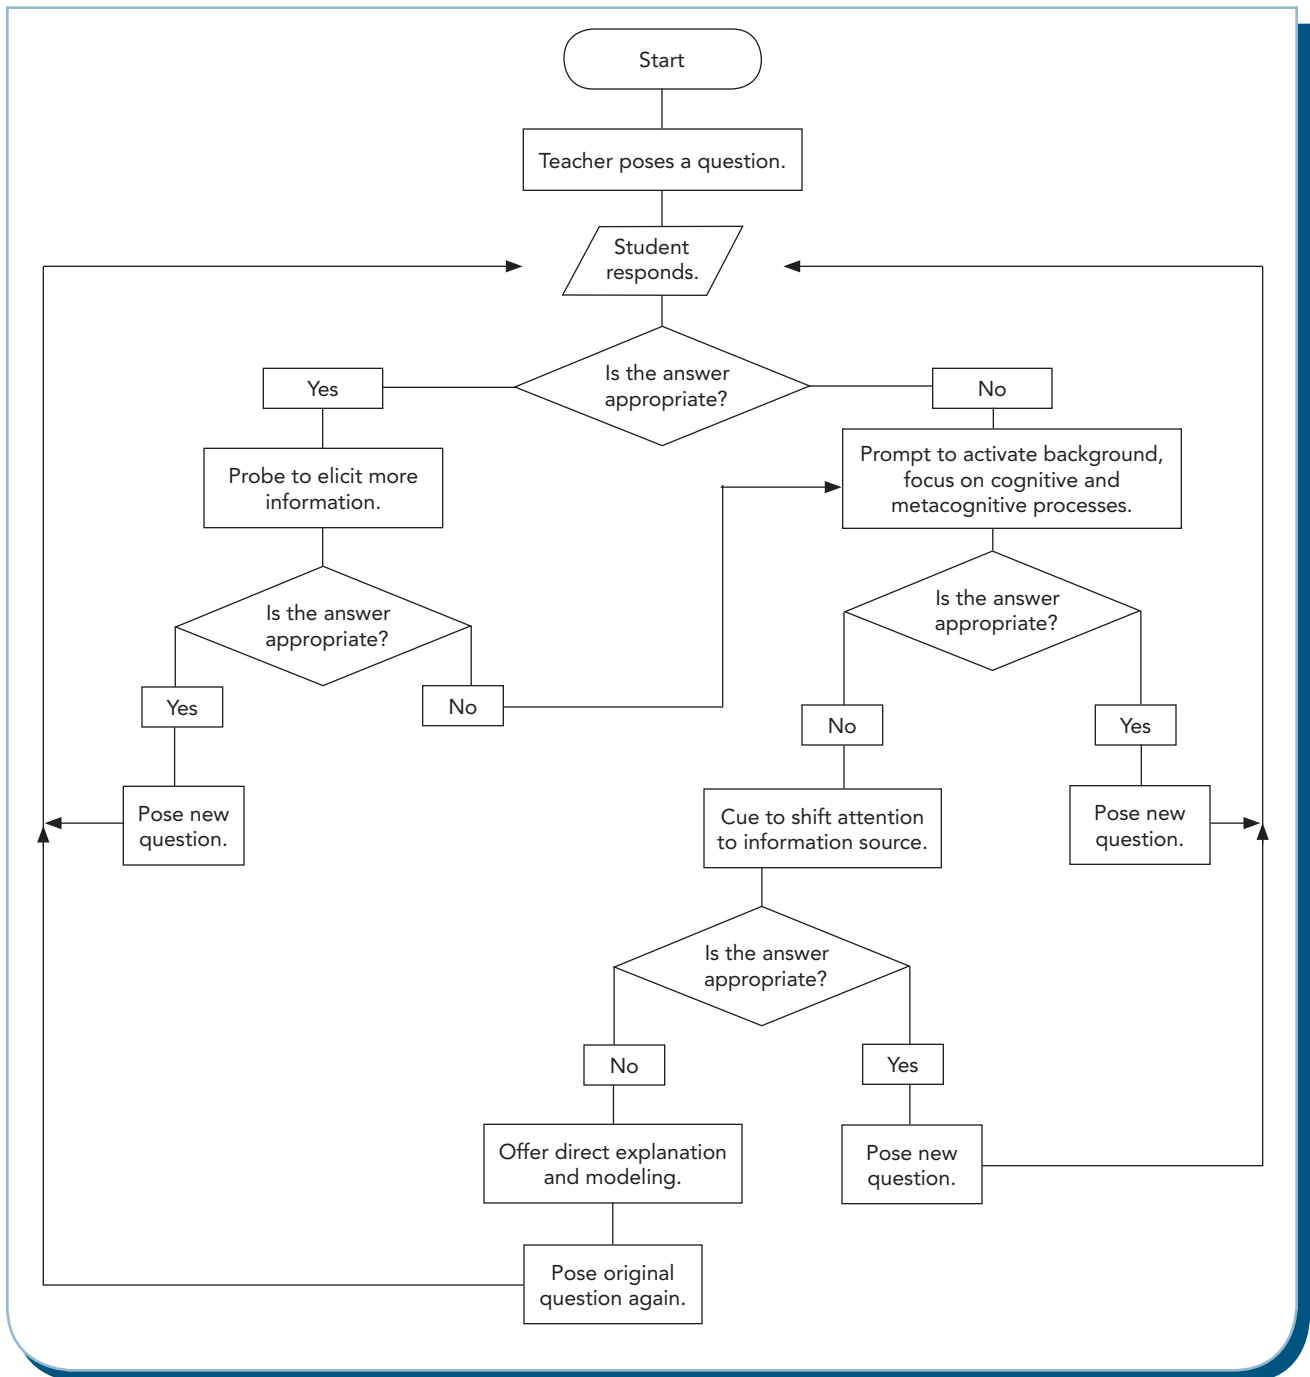 Start
Teacher poses a question.
Student
responds.
Is the answer
appropriate?
Yes
No
Probe to elicit more
information.
Prompt to activate background,
focus on cognitive and
metacognitive processes.
Is the answer
appropriate?
Is the answer
appropriate?
Yes
No
No
Yes
Pose new
question.
Cue to shift attention
to information source.
Pose new
question.
Is the answer
appropriate?
No
Yes
Offer direct explanation
and modeling.
Pose new
question.
Pose original
question again.